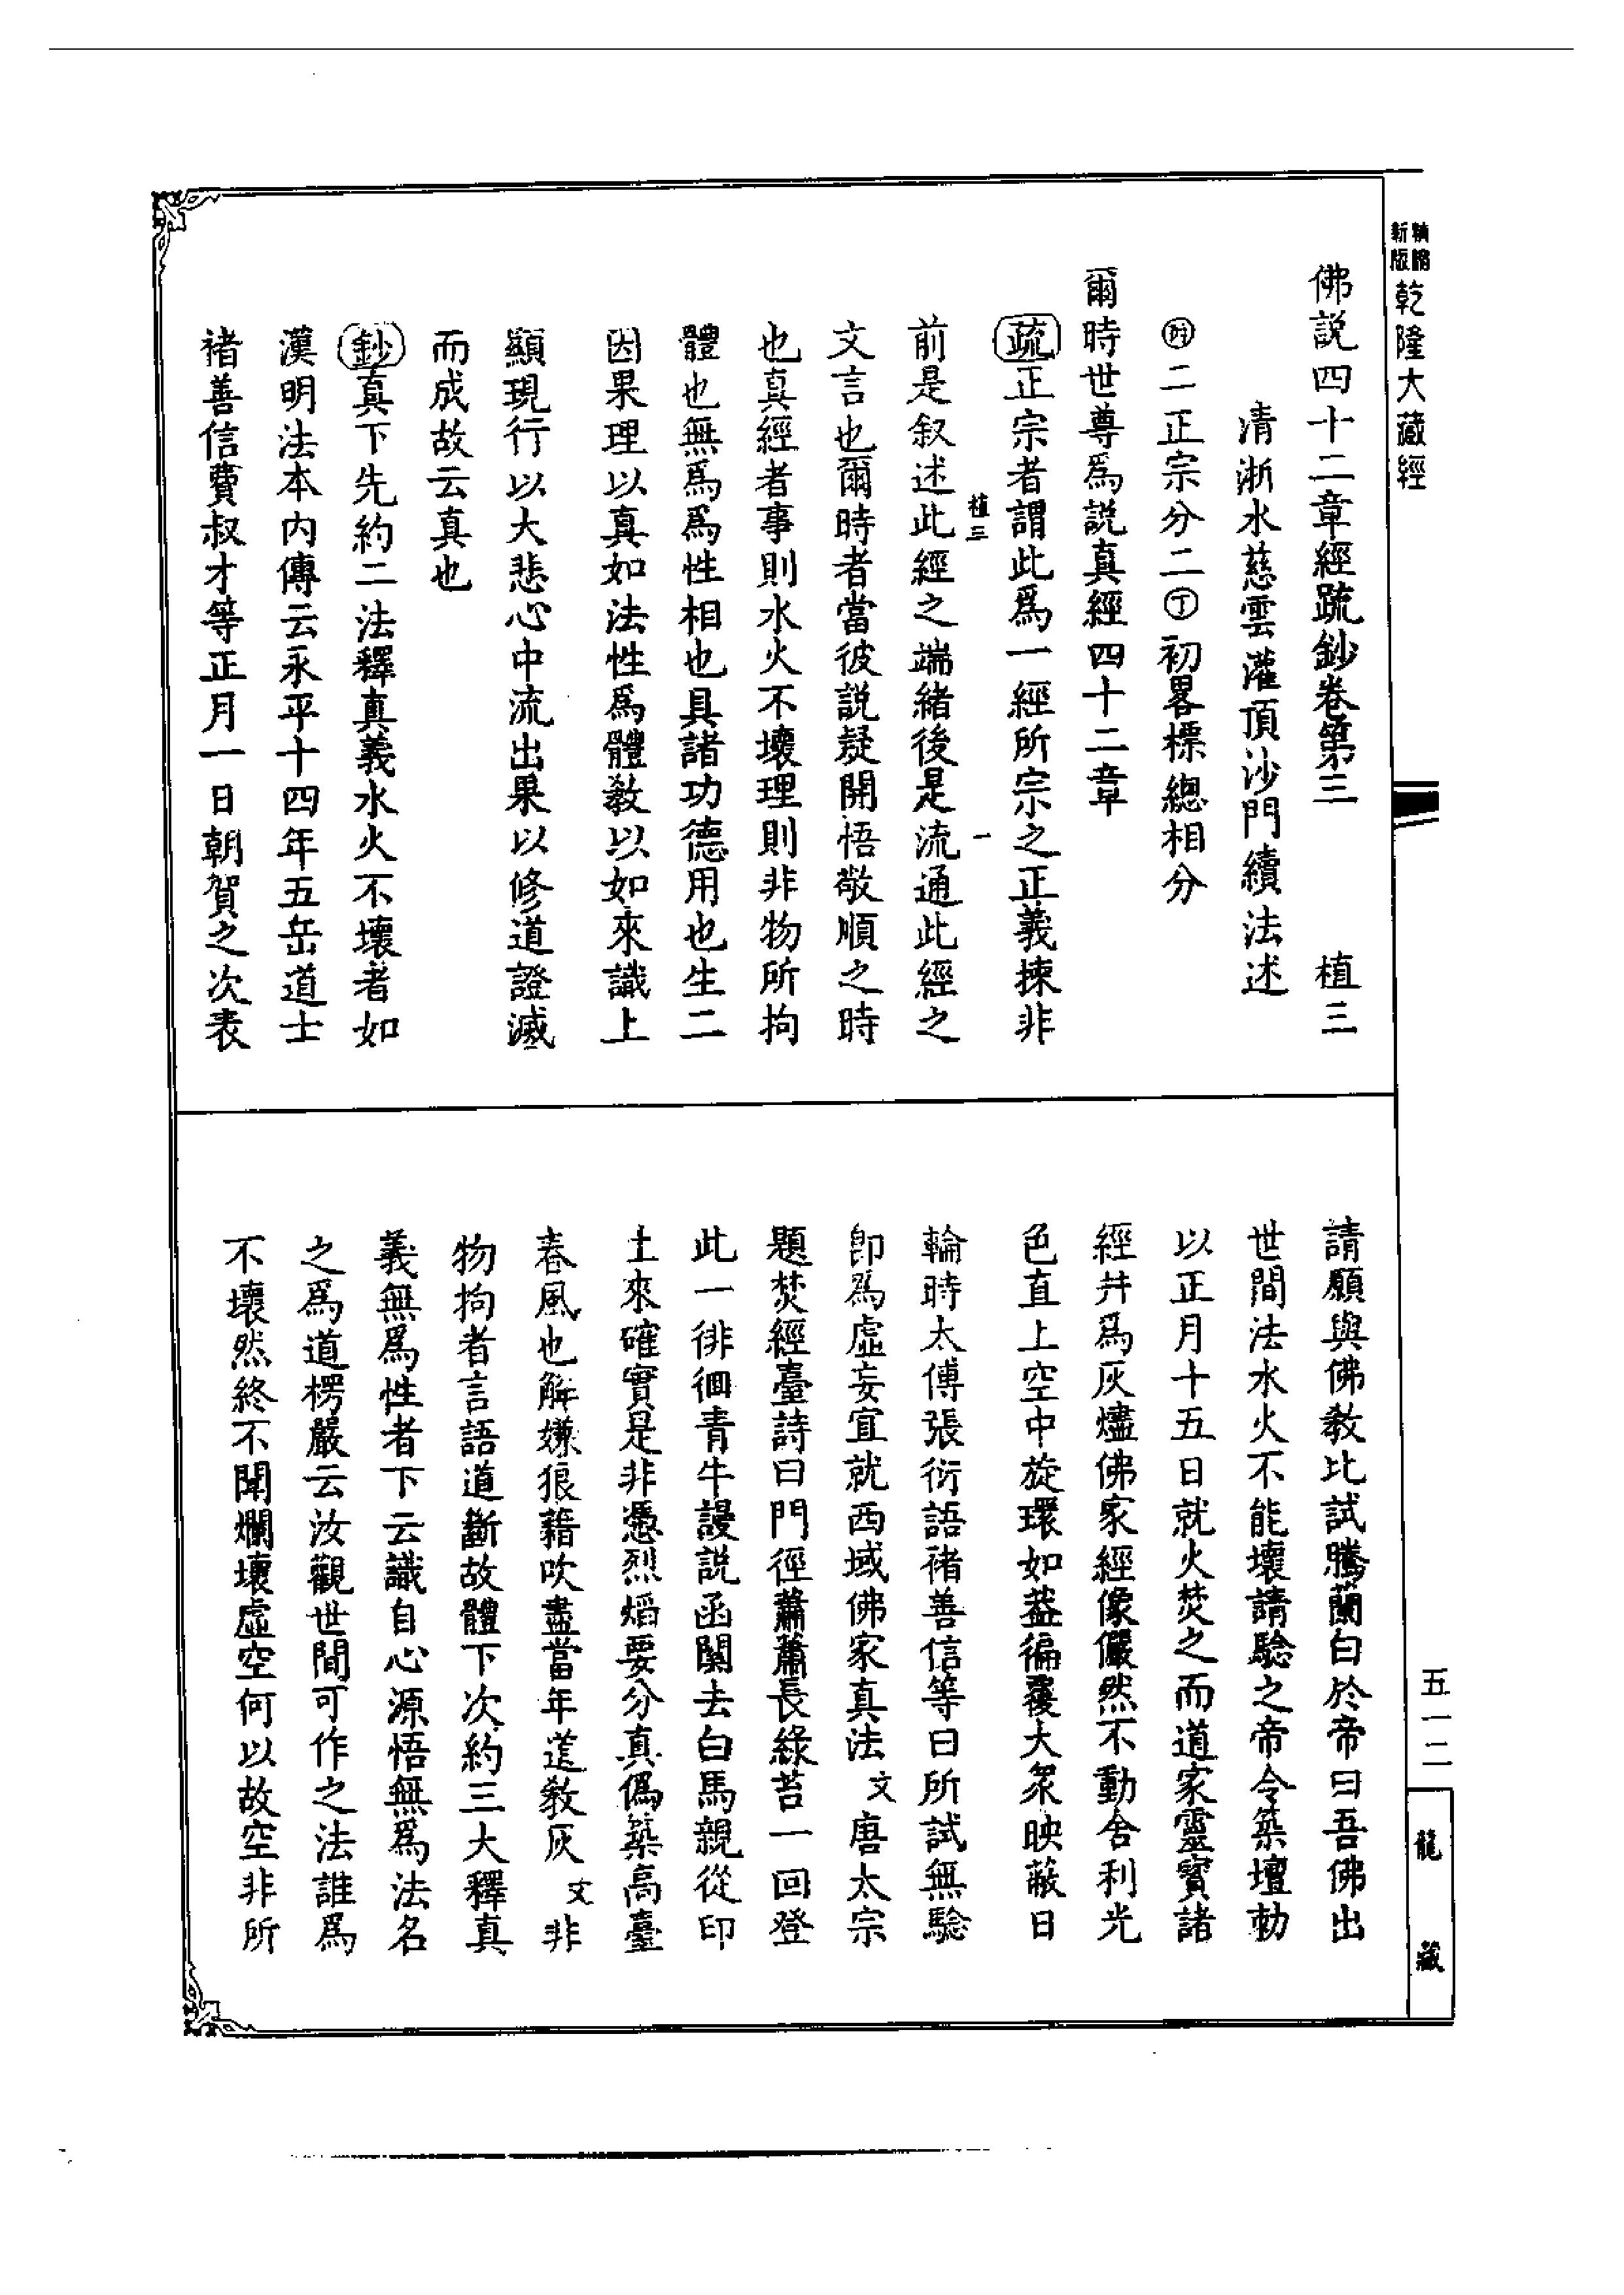 新版
乾隆大藏經
佛説四十二章經疏鈔卷第三　植三
清浙水慈雲灌頂沙門續法述
二正宗分二㊀初畧標總相分
爾時世尊爲説真經四十二章
疏正宗者謂此爲一經所宗之正義揀非
植三　一
前是叙述此經之端緒後是流通此經之
文言也爾時者當彼説疑開悟敬順之時
也真經者事則水火不壞理則非物所拘
體也無爲爲性相也具諸功德用也生二
因果理以真如法性爲體教以如來識上
顯現行以大悲心中流出果以修道證滅
而成故云真也
鈔真下先約二法釋真義水火不壞者如
漢明法本内傳云永平十四年五岳道士
褚善信費叔才等正月一日朝賀之次表
請願與佛教比試騰蘭白於帝曰吾佛出
世間法水火不能壞請驗之帝令築壇勅
以正月十五日就火焚之而道家靈寳諸
經并爲灰燼佛家經像儼然不動舍利光
色直上空中旋環如葢徧覆大衆映蔽日
輪時太傅張衍語褚善信等曰所試無驗
卽爲虛妄宜就西域佛家真法文唐太宗
題焚經臺詩曰門徑蕭蕭長綠苔一回登
此一徘徊青牛謾説函關去白馬親從印
土來確實是非憑烈熖要分真僞築高臺
春風也解嫌狼藉吹盡當年道教灰文非
物拘者言語道斷故體下次約三大釋真
義無爲性者下云識自心源悟無爲法名
之爲道楞嚴云汝觀世間可作之法誰爲
不壞然終不聞爛壞虛空何以故空非所
五一二
龍藏